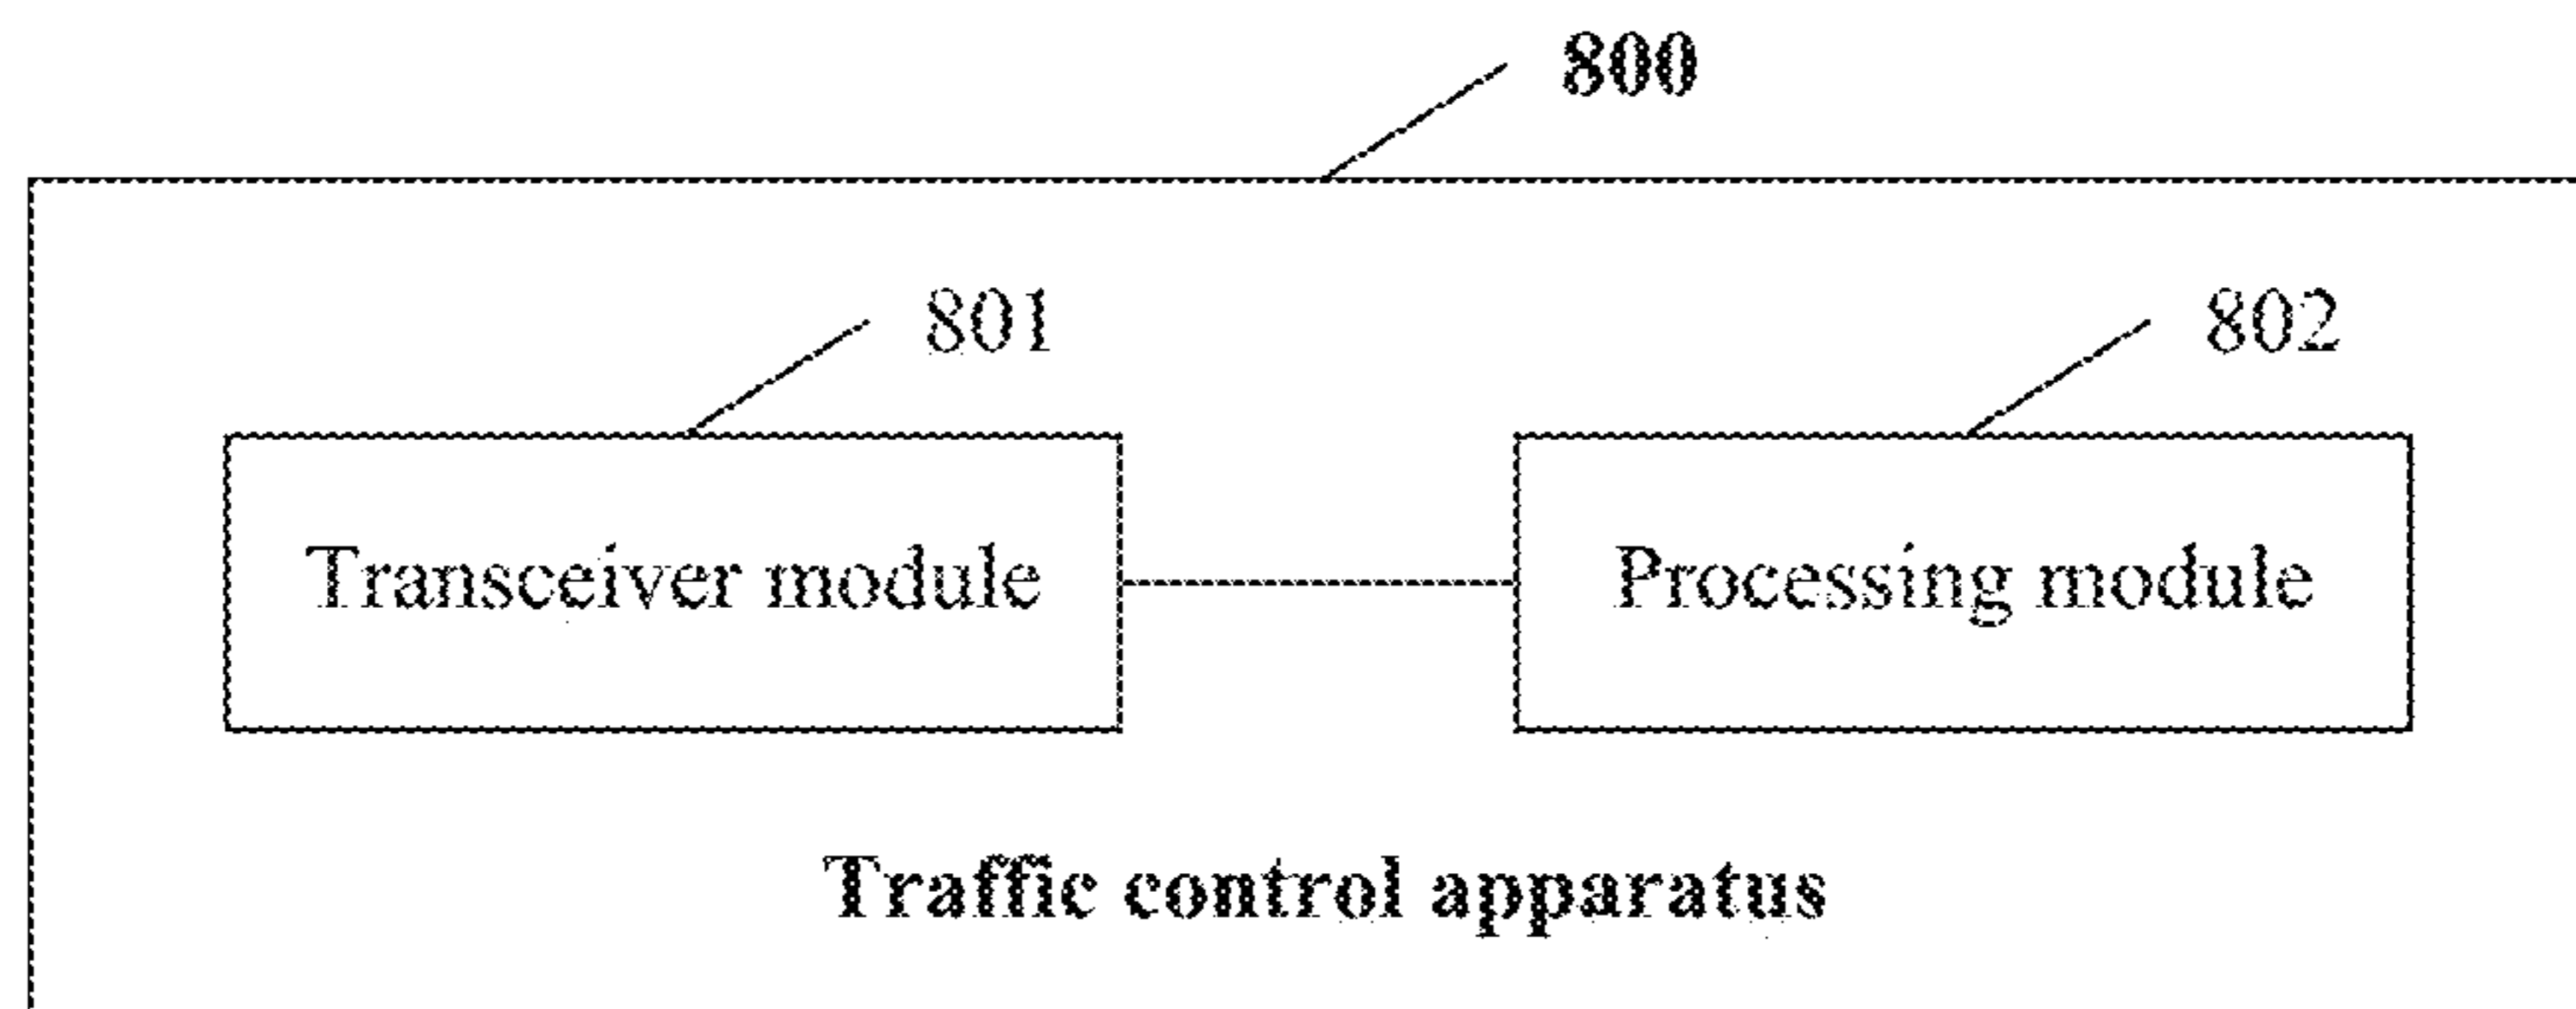 800
801
802
Transceiver module
Processing module
Traffic control apparatus